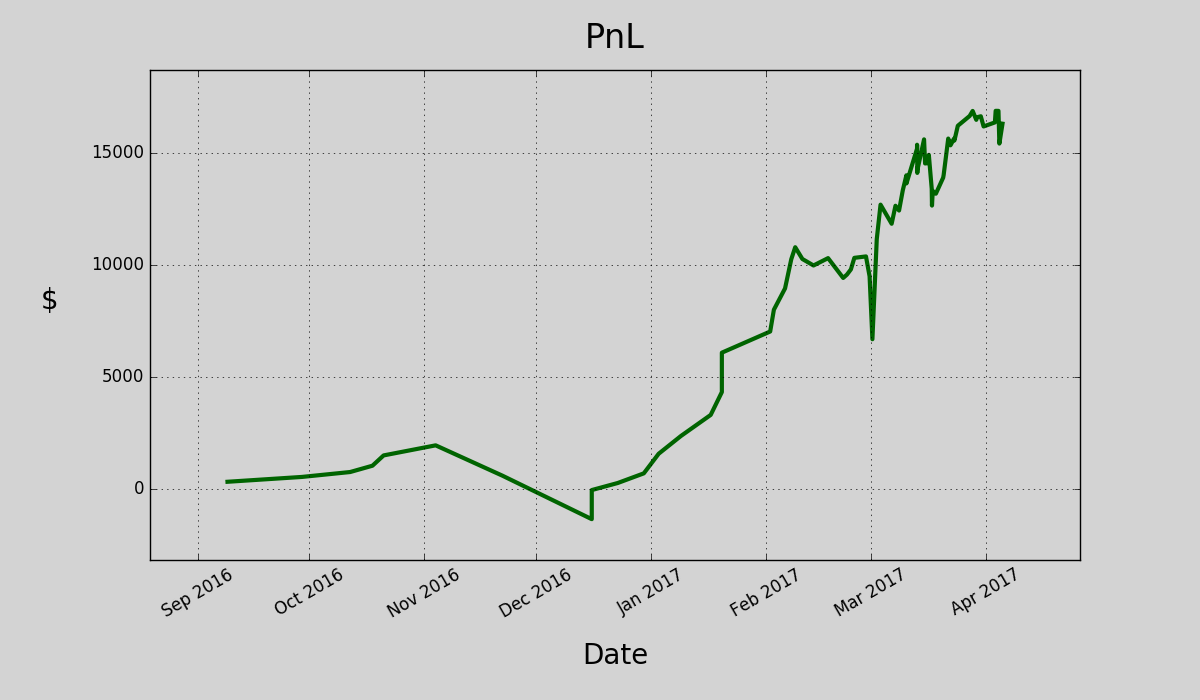 PnL
15000
10000
$
5000
0
Sep 2016
Oct 2016
Nov 2016
Dec 2016
Jan 2017
Feb 2017
Mar 2017
Apr 2017
Date